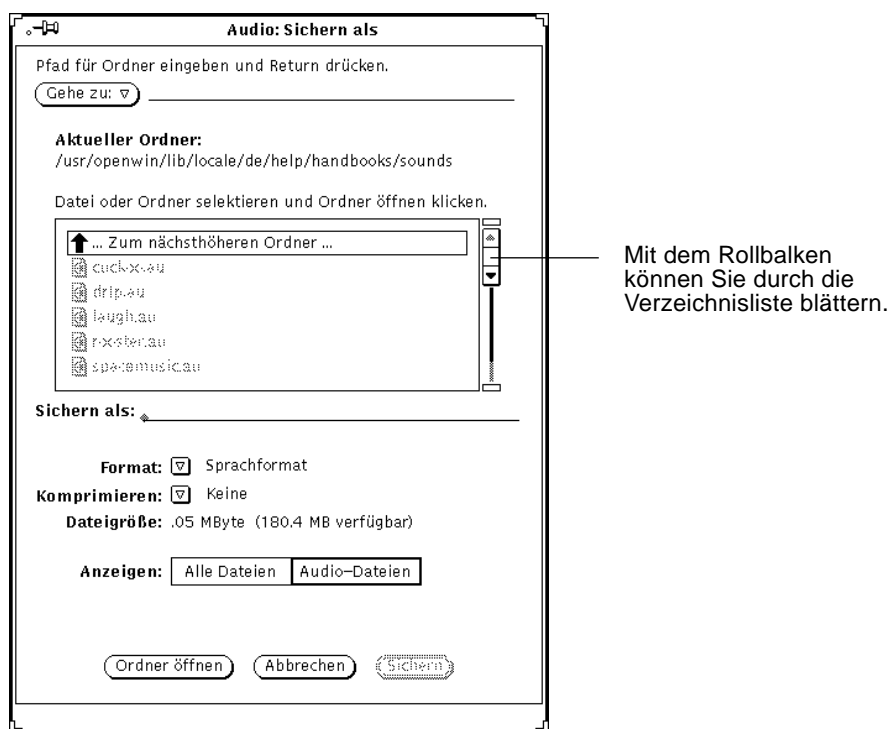 Audio: Sichern als
Pfad für Ordner eingeben und Return drücken.
Gehe zu:
Aktueller Ordner:
/usr/openwin/lib/locale/de/help/handbooks/sounds
Datei oder Ordner selektieren und Ordner öffnen klicken.
... Zum nächsthöheren Ordner ...
drip.au
laugh.au
spacemusic.au
Mit dem Rollbalken
können Sie durch die
Verzeichnisliste blättern.
Sichern als:
Format: Sprachformat
Komprimieren: Keine
Dateigröße: .05 MByte (180.4 MB verfügbar)
Anzeigen: Alle Dateien Audio-Dateien
Ordner öffnen Abbrechen Sichern